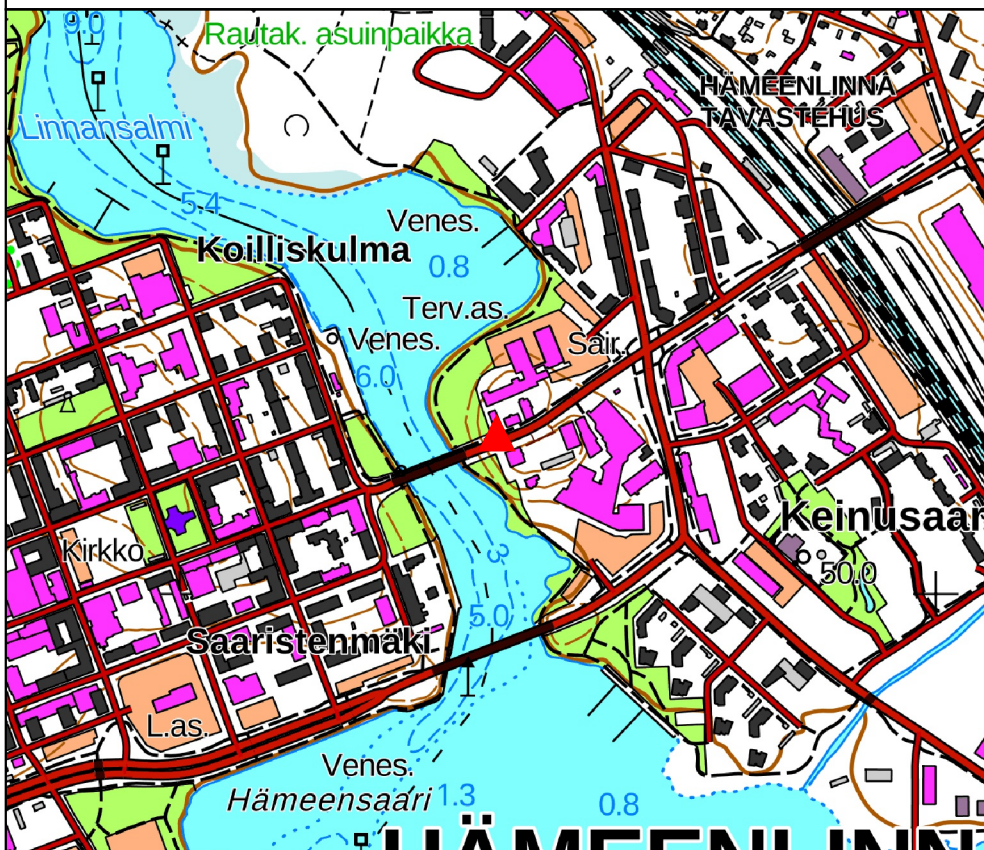 9.0
Rautak. asuinpaikka
HÄMEENLINNA
TAVASTEHUS
Linnansalmi
5.4
Venes.
Koilliskulma
0.8
Terv.as.
Venes.
Sair.
6.0
Keinusaar
Kirkko
3
50.0
5.0
Saaristenmäki
L.as.
Venes.
Hämeensaari
1.3
0.8
HÄMEENLINN